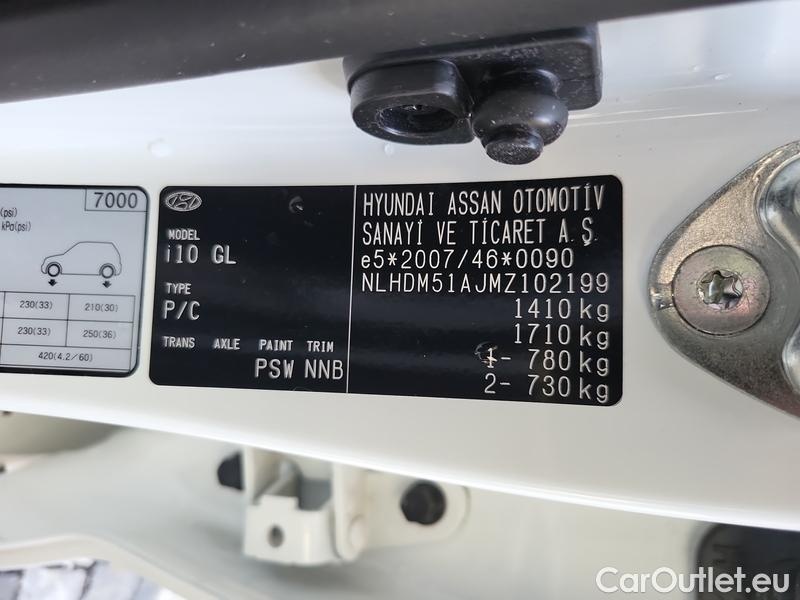 7000
(psi)
kPa(psi)
230(33) 210(30)
230(33) 250(36)
420(4.2/60)
MODEL
i10 GL
TYPE
P/C
TRANS AXLE PAINT TRIM
PSW NNB
HYUNDAI ASSAN OTOMOTİV
SANAYİ VE TİCARET A.Ş
e5*2007/46*0090
NLHDM51AJMZ102199
1410 kg
1710 kg
1- 780 kg
2- 730 kg
CarOutlet.eu